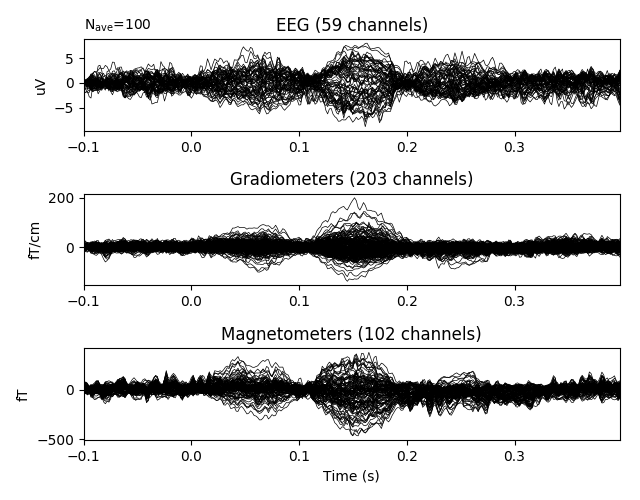 N_ave=100
EEG (59 channels)
5
0
−5
uV
−0.1 0.0 0.1 0.2 0.3
Gradiometers (203 channels)
200
0
fT/cm
−0.1 0.0 0.1 0.2 0.3
Magnetometers (102 channels)
0
−500
fT
−0.1 0.0 0.1 0.2 0.3
Time (s)